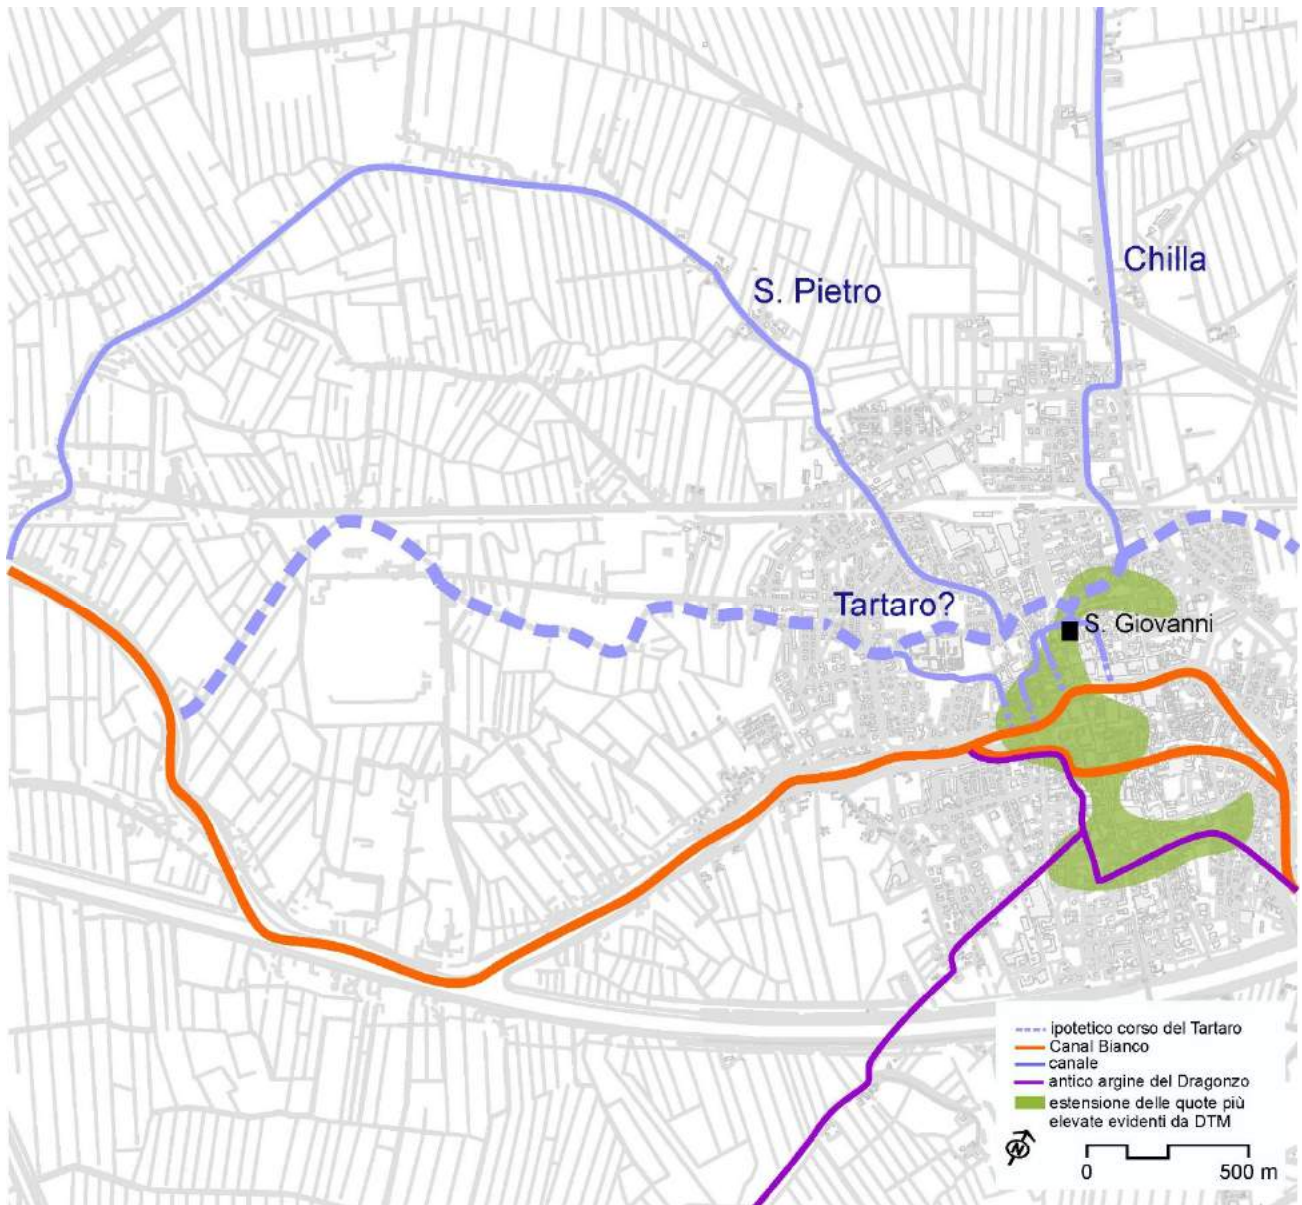 Chilla
S. Pietro
Tartaro?
S. Giovanni
ipotetico corso del Tartaro
Canal Bianco
canale
antico argine del Dragonzo
estensione delle quote più
elevate evidenti da DTM
N
0 500 m